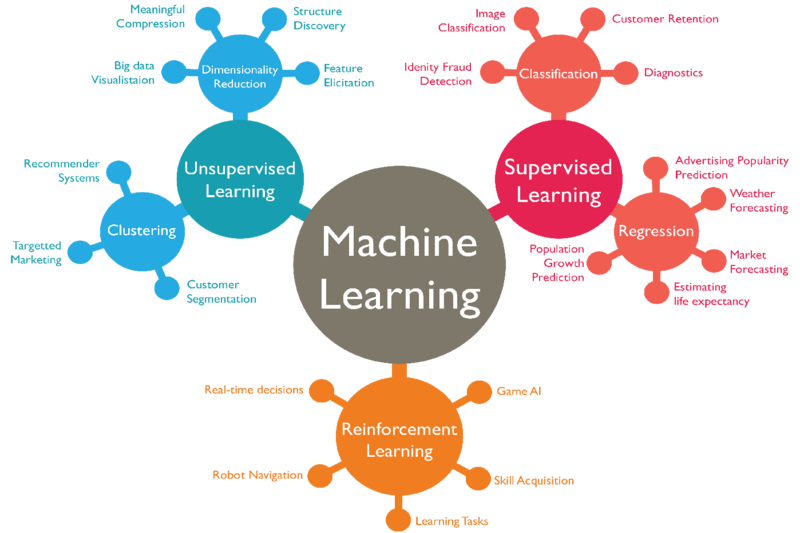 Meaningful
Compression
Structure
Discovery
Big data
Visualistaion
Dimensionality
Reduction
Feature
Elicitation
Unsupervised
Learning
Recommender
Systems
Clustering
Targetted
Marketing
Customer
Segmentation
Machine
Learning
Image
Classification
Customer Retention
Idenity Fraud
Detection
Classification
Diagnostics
Supervised
Learning
Advertising Popularity
Prediction
Weather
Forecasting
Regression
Population
Growth
Prediction
Market
Forecasting
Estimating
life expectancy
Real-time decisions
Game AI
Reinforcement
Learning
Robot Navigation
Skill Acquisition
Learning Tasks